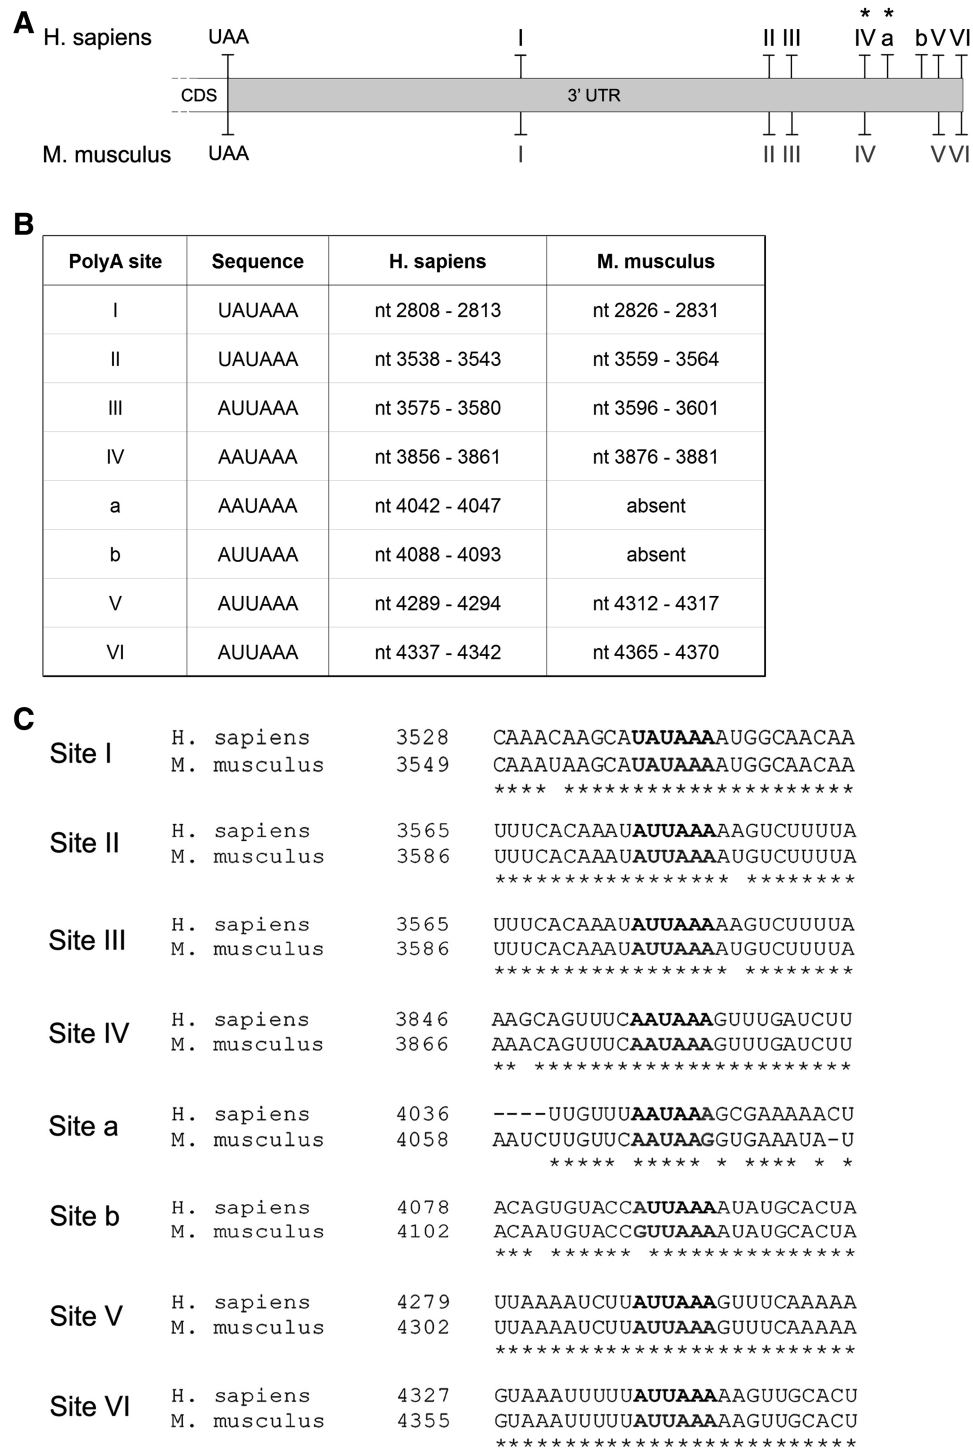 A
* *
H. sapiens UAA I II III IV a b V VI
CDS 3' UTR
M. musculus UAA I II III IV V VI
B
PolyA site Sequence H. sapiens M. musculus
I UAUAAA nt 2808 - 2813 nt 2826 - 2831
II UAUAAA nt 3538 - 3543 nt 3559 - 3564
III AUUAAA nt 3575 - 3580 nt 3596 - 3601
IV AAUAAA nt 3856 - 3861 nt 3876 - 3881
a AAUAAA nt 4042 - 4047 absent
b AUUAAA nt 4088 - 4093 absent
V AUUAAA nt 4289 - 4294 nt 4312 - 4317
VI AUUAAA nt 4337 - 4342 nt 4365 - 4370
C
Site I
H. sapiens 3528 CAAACAAGCAUAUAAAAUGGCAACAA
M. musculus 3549 CAAAUAAGCAUAUAAAAUGGCAACAA
**** *********************
Site II
H. sapiens 3565 UUUCACAAAUAUUAAAAAGUCUUUUA
M. musculus 3586 UUUCACAAAUAUUAAAAUGUCUUUUA
***************** ********
Site III
H. sapiens 3565 UUUCACAAAUAUUAAAAAGUCUUUUA
M. musculus 3586 UUUCACAAAUAUUAAAAUGUCUUUUA
***************** ********
Site IV
H. sapiens 3846 AAGCAGUUUCAAUAAAGUUUGAUCUU
M. musculus 3866 AAACAGUUUCAAUAAAGUUUGAUCUU
** ***********************
Site a
H. sapiens 4036 ----UUGUUUAAUAAAGCGAAAAACU
M. musculus 4058 AAUCUUGUUCAAUAAGGUGAAAUA-U
***** ***** * **** * *
Site b
H. sapiens 4078 ACAGUGUACCAUUAAAAUAUGCACUA
M. musculus 4102 ACAAUGUACCGUUAAAAUAUGCACUA
*** ****** ***************
Site V
H. sapiens 4279 UUAAAAUCUUAUUAAAGUUUCAAAAA
M. musculus 4302 UUAAAAUCUUAUUAAAGUUUCAAAAA
**************************
Site VI
H. sapiens 4327 GUAAAUUUUUAUUAAAAAGUUGCACU
M. musculus 4355 GUAAAUUUUUAUUAAAAAGUUGCACU
**************************